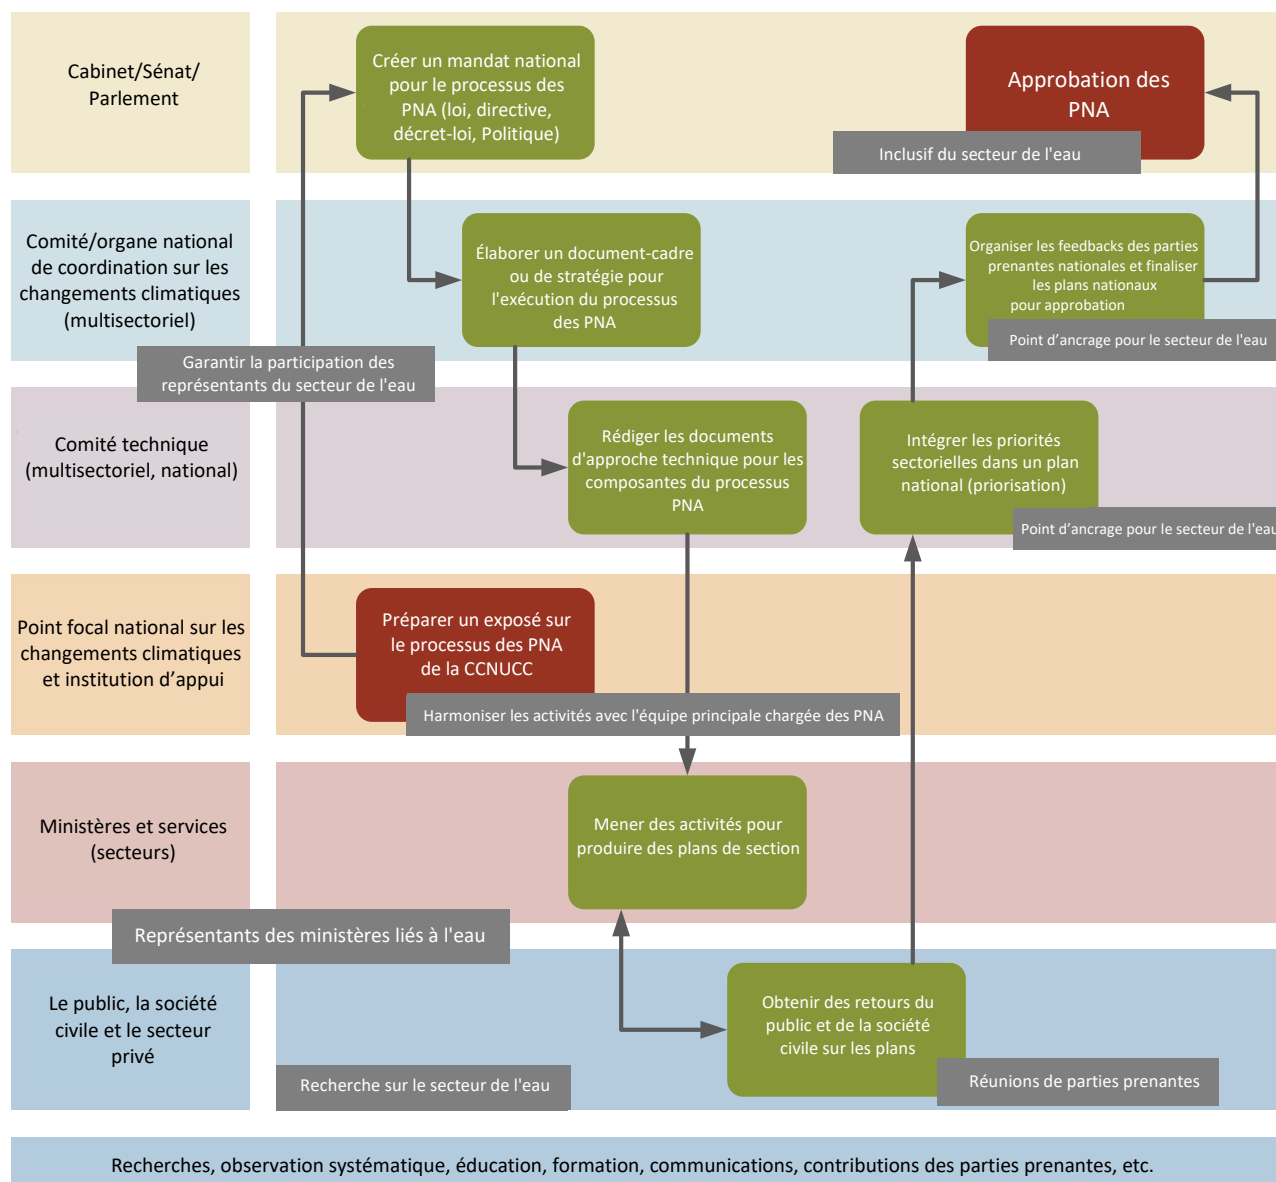 Cabinet/Sénat/
Parlement
Créer un mandat national
pour le processus des
PNA (loi, directive,
décret-loi, Politique)
Approbation des
PNA
Inclusif du secteur de l'eau
Comité/organe national
de coordination sur les
changements climatiques
(multisectoriel)
Élaborer un document-cadre
ou de stratégie pour
l'exécution du processus
des PNA
Organiser les feedbacks des parties
prenantes nationales et finaliser
les plans nationaux
pour approbation
Point d’ancrage pour le secteur de l'eau
Garantir la participation des
représentants du secteur de l'eau
Comité technique
(multisectoriel, national)
Rédiger les documents
d'approche technique pour les
composantes du processus
PNA
Intégrer les priorités
sectorielles dans un plan
national (priorisation)
Point d’ancrage pour le secteur de l'eau
Point focal national sur les
changements climatiques
et institution d’appui
Préparer un exposé sur
le processus des PNA
de la CCNUCC
Harmoniser les activités avec l'équipe principale chargée des PNA
Ministères et services
(secteurs)
Mener des activités pour
produire des plans de section
Représentants des ministères liés à l'eau
Le public, la société
civile et le secteur
privé
Obtenir des retours du
public et de la société
civile sur les plans
Recherche sur le secteur de l'eau
Réunions de parties prenantes
Recherches, observation systématique, éducation, formation, communications, contributions des parties prenantes, etc.